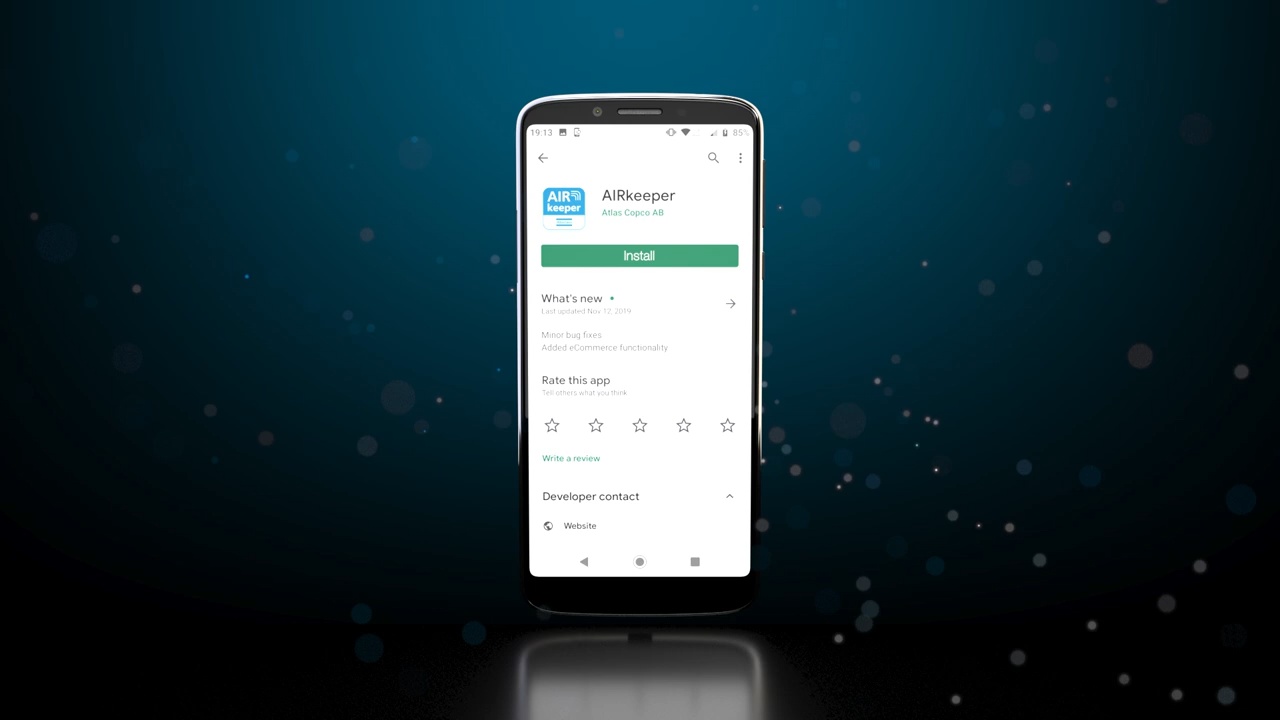 19:13
85%
AIR
keeper
AIRkeeper
Atlas Copco AB
Install
What's new
Last updated Nov 12, 2019
Minor bug fixes
Added eCommerce functionality
Rate this app
Tell others what you think
Write a review
Developer contact
Website